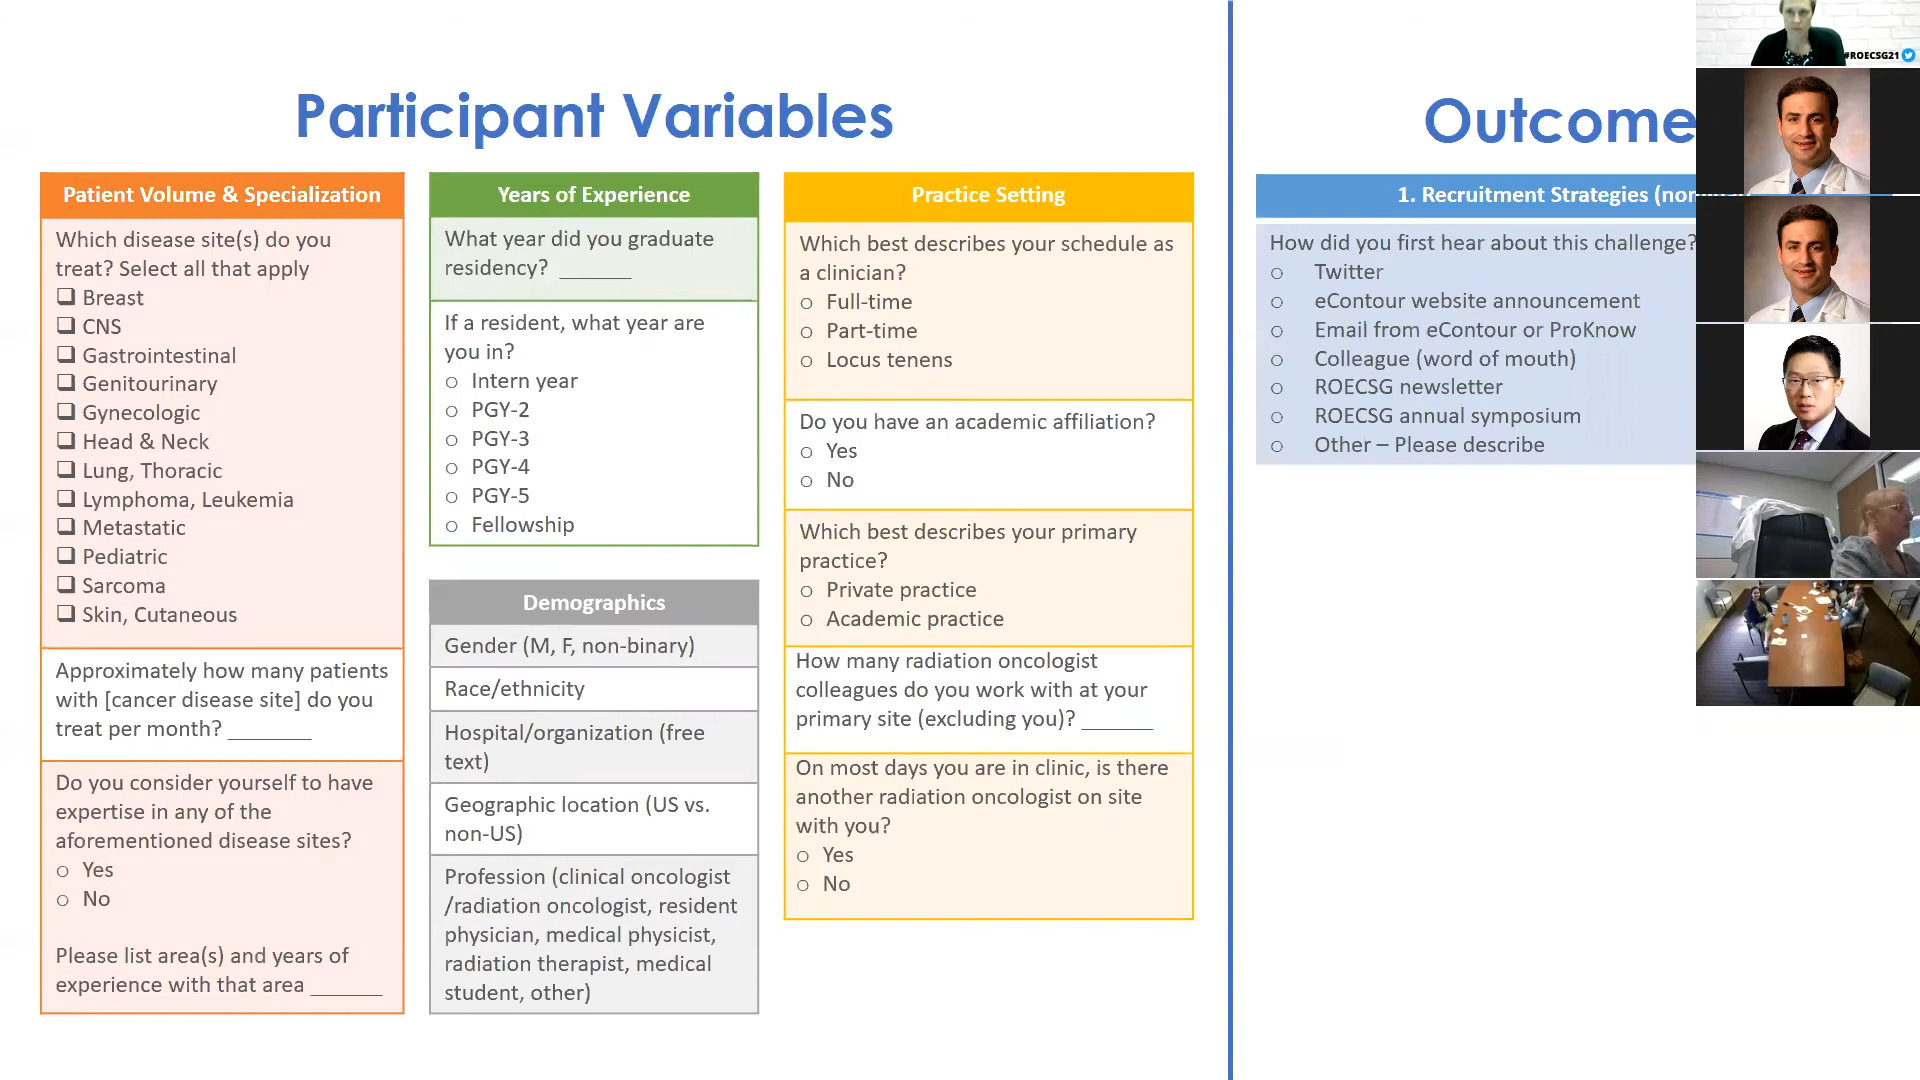 Participant Variables
Patient Volume & Specialization
Which disease site(s) do you
treat? Select all that apply
❑ Breast
❑ CNS
❑ Gastrointestinal
❑ Genitourinary
❑ Gynecologic
❑ Head & Neck
❑ Lung, Thoracic
❑ Lymphoma, Leukemia
❑ Metastatic
❑ Pediatric
❑ Sarcoma
❑ Skin, Cutaneous
Approximately how many patients
with [cancer disease site] do you
treat per month? _______
Do you consider yourself to have
expertise in any of the
aforementioned disease sites?
o Yes
o No
Please list area(s) and years of
experience with that area ______
Years of Experience
What year did you graduate
residency? ______
If a resident, what year are
you in?
o Intern year
o PGY-2
o PGY-3
o PGY-4
o PGY-5
o Fellowship
Demographics
Gender (M, F, non-binary)
Race/ethnicity
Hospital/organization (free
text)
Geographic location (US vs.
non-US)
Profession (clinical oncologist
/radiation oncologist, resident
physician, medical physicist,
radiation therapist, medical
student, other)
Practice Setting
Which best describes your schedule as
a clinician?
o Full-time
o Part-time
o Locus tenens
Do you have an academic affiliation?
o Yes
o No
Which best describes your primary
practice?
o Private practice
o Academic practice
How many radiation oncologist
colleagues do you work with at your
primary site (excluding you)? ______
On most days you are in clinic, is there
another radiation oncologist on site
with you?
o Yes
o No
Outcome
1. Recruitment Strategies (nor
How did you first hear about this challenge?
o Twitter
o eContour website announcement
o Email from eContour or ProKnow
o Colleague (word of mouth)
o ROECSG newsletter
o ROECSG annual symposium
o Other – Please describe
#ROECSG21